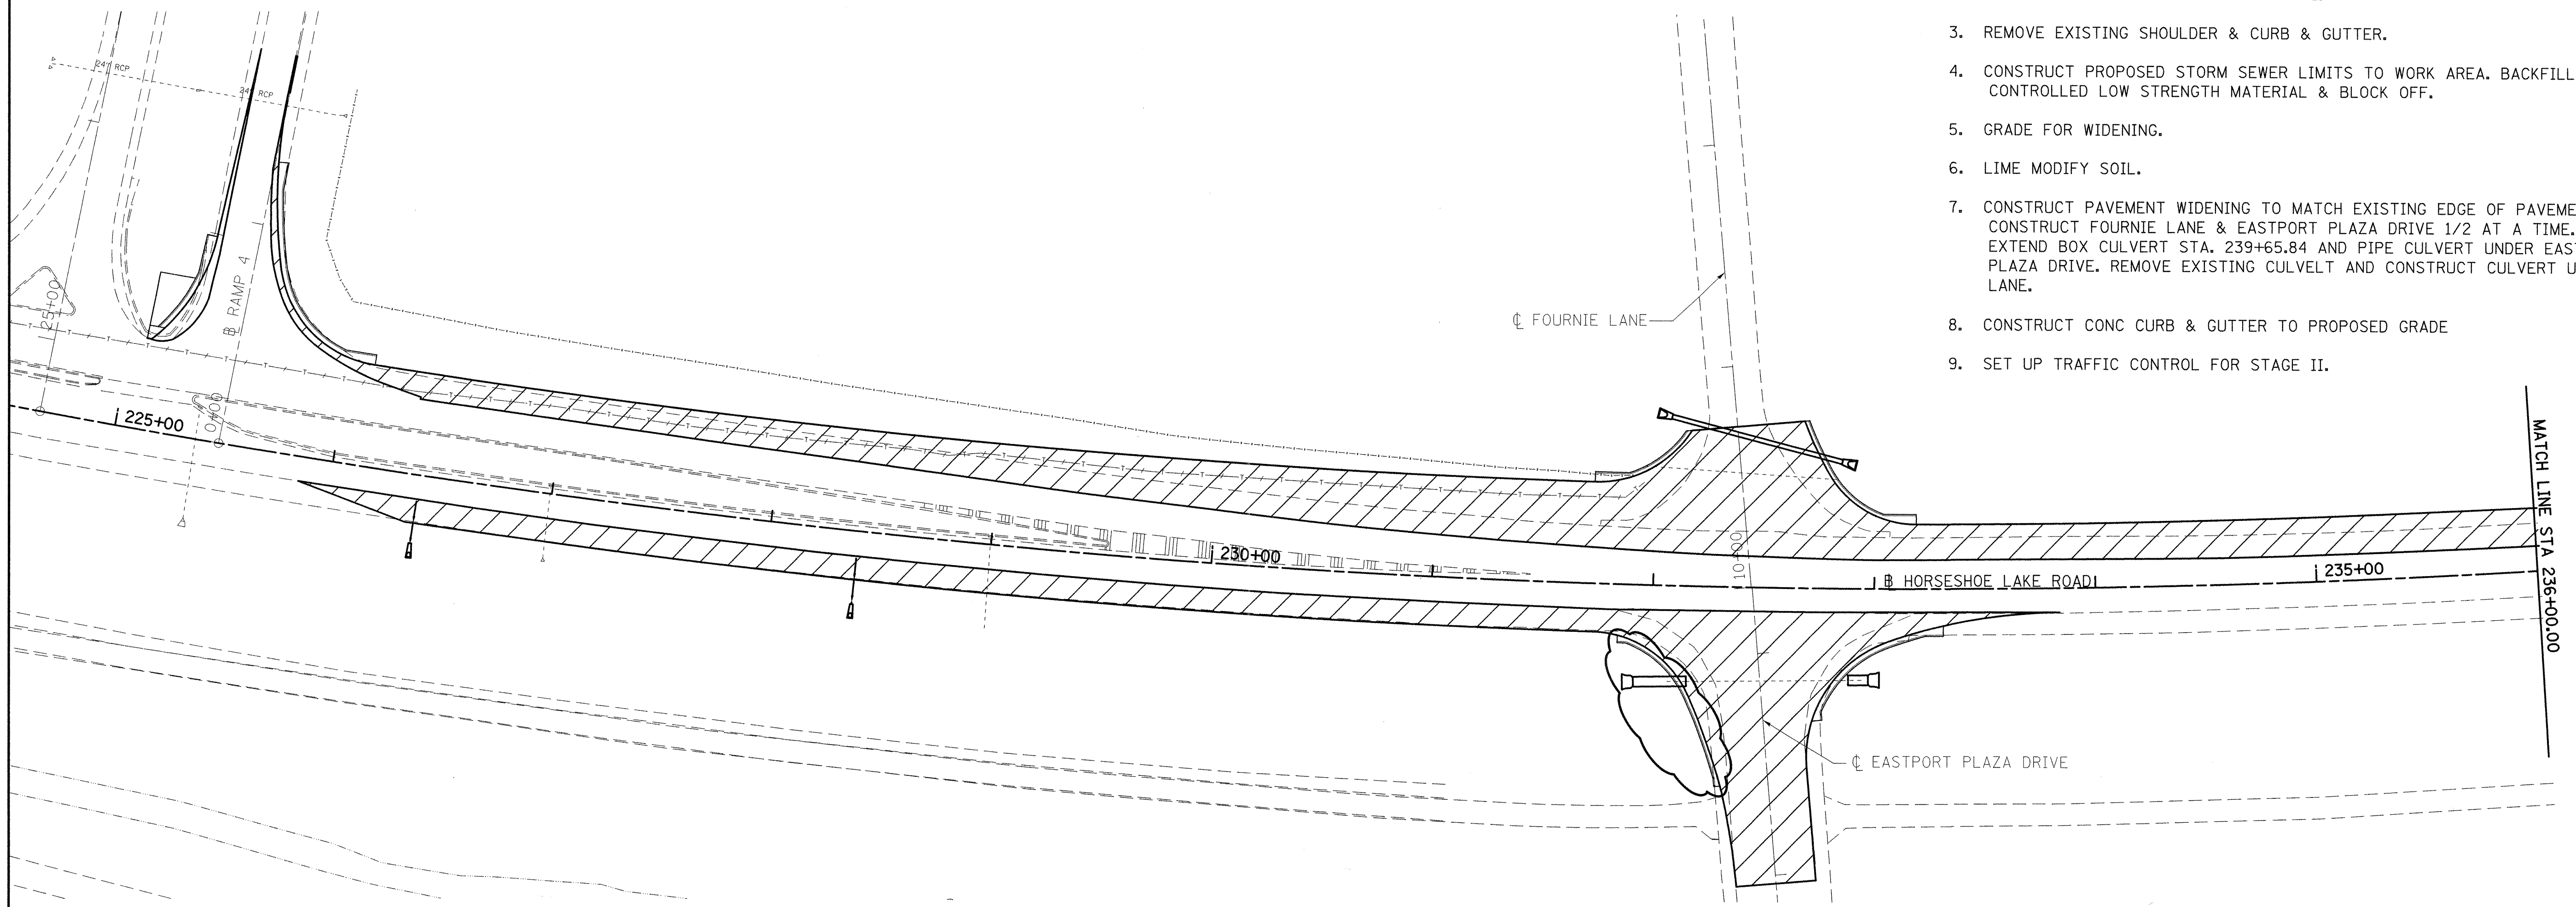 3. REMOVE EXISTING SHOULDER & CURB & GUTTER.
4. CONSTRUCT PROPOSED STORM SEWER LIMITS TO WORK AREA. BACKFILL
CONTROLLED LOW STRENGTH MATERIAL & BLOCK OFF.
5. GRADE FOR WIDENING.
6. LIME MODIFY SOIL.
7. CONSTRUCT PAVEMENT WIDENING TO MATCH EXISTING EDGE OF PAVEME
CONSTRUCT FOURNIE LANE & EASTPORT PLAZA DRIVE 1/2 AT A TIME.
EXTEND BOX CULVERT STA. 239+65.84 AND PIPE CULVERT UNDER EAS
PLAZA DRIVE. REMOVE EXISTING CULVELT AND CONSTRUCT CULVERT U
LANE.
8. CONSTRUCT CONC CURB & GUTTER TO PROPOSED GRADE
9. SET UP TRAFFIC CONTROL FOR STAGE II.
24" RCP
24" RCP
25+00
℄ RAMP 4
0+00
225+00
℄ FOURNIE LANE
230+00
10+00
℄ HORSESHOE LAKE ROAD
235+00
MATCH LINE STA 236+00.00
℄ EASTPORT PLAZA DRIVE